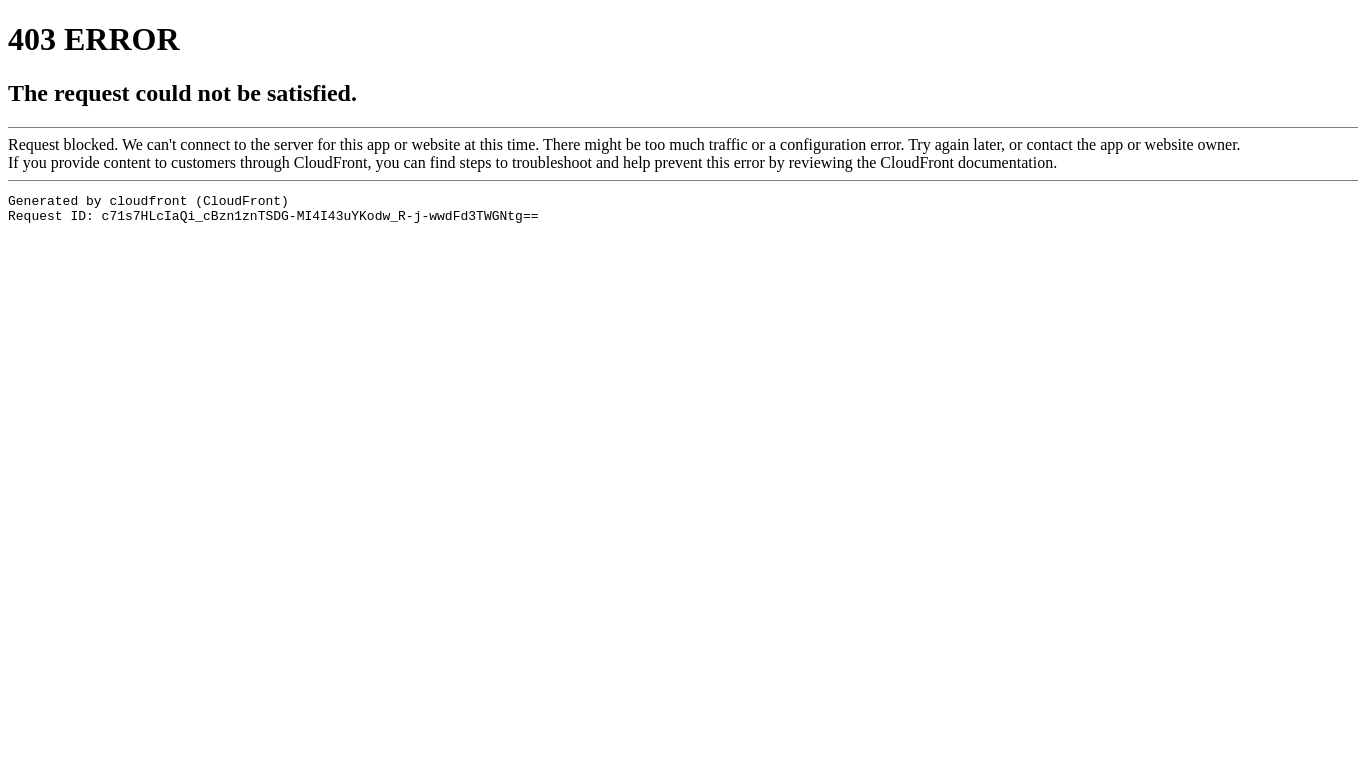 403 ERROR
The request could not be satisfied.
Request blocked. We can't connect to the server for this app or website at this time. There might be too much traffic or a configuration error. Try again later, or contact the app or website owner.
If you provide content to customers through CloudFront, you can find steps to troubleshoot and help prevent this error by reviewing the CloudFront documentation.
Generated by cloudfront (CloudFront)
Request ID: c71s7HLcIaQi_cBzn1znTSDG-MI4I43uYKodw_R-j-wwdFd3TWGNtg==